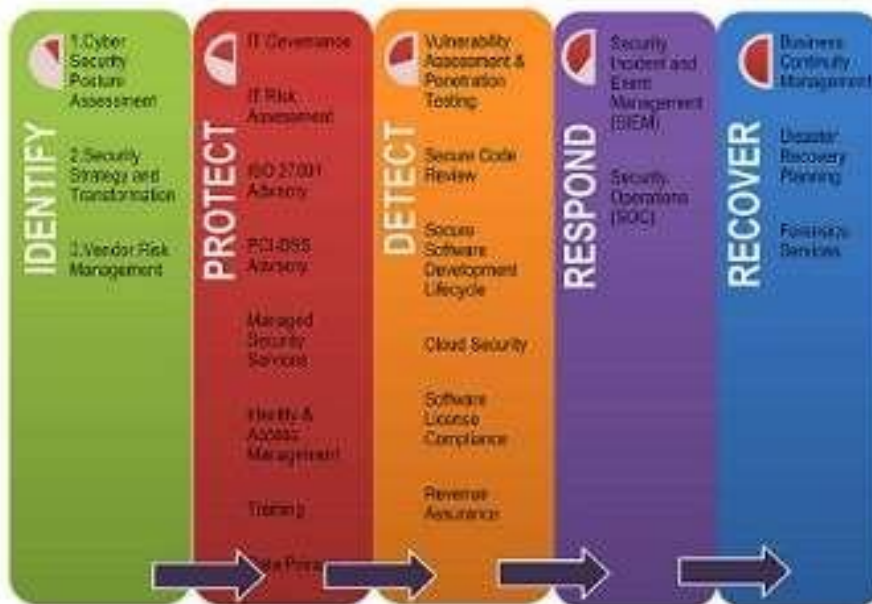 IDENTIFY
1.Cyber
Security
Posture
Assessment
2.Security
Strategy and
Transformation
3.Vendor Risk
Management
PROTECT
IT Governance
IT Risk
Assessment
ISO 27001
Advisory
PCI-DSS
Advisory
Managed
Security
Services
Identity &
Access
Management
Training
DETECT
Vulnerability
Assessment &
Penetration
Testing
Secure Code
Review
Secure
Software
Development
Lifecycle
Cloud Security
Software
License
Compliance
Revenue
Assurance
RESPOND
Security
Incident and
Event
Management
(SIEM)
Security
Operations
(SOC)
RECOVER
Business
Continuity
Management
Disaster
Recovery
Planning
Forensics
Services